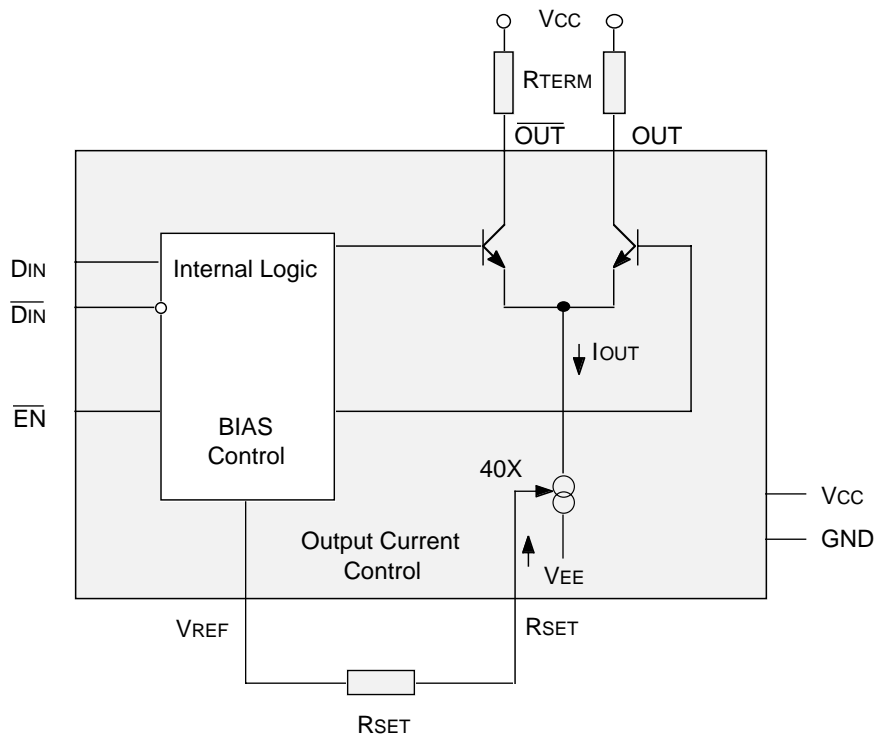 VCC
RTERM
OUT OUT
DIN
Internal Logic
DIN
IOUT
EN
BIAS
Control
40X
VCC
Output Current
Control
GND
VEE
VREF
RSET
RSET